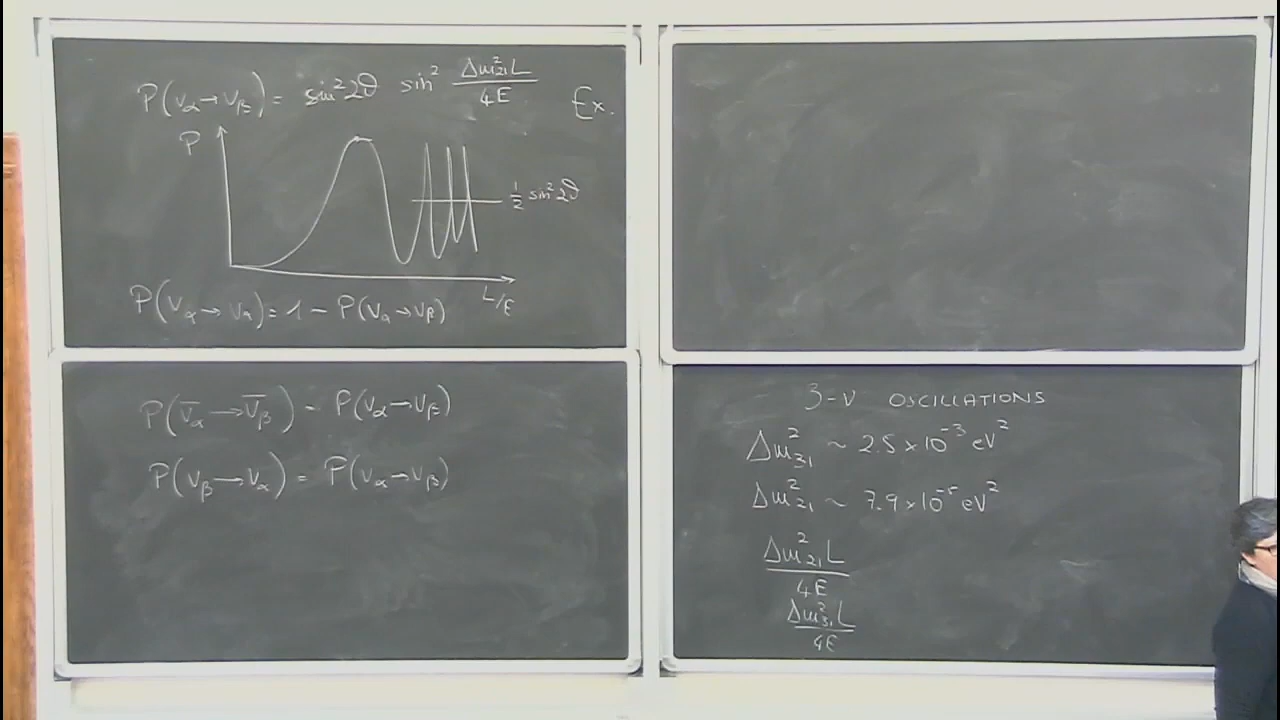 P(ν_α → ν_β) = sin²2ϑ sin² Δm²₂₁L / 4E
Ex.
P
½ sin²2ϑ
L/E
P(ν_α → ν_α) = 1 − P(ν_α → ν_β)
P(ν̄_α → ν̄_β) = P(ν_α → ν_β)
P(ν_β → ν_α) = P(ν_α → ν_β)
3-ν OSCILLATIONS
Δm²₃₁ ~ 2.5 × 10⁻³ eV²
Δm²₂₁ ~ 7.9 × 10⁻⁵ eV²
Δm²₂₁L / 4E
Δm²₃₁L / 4E